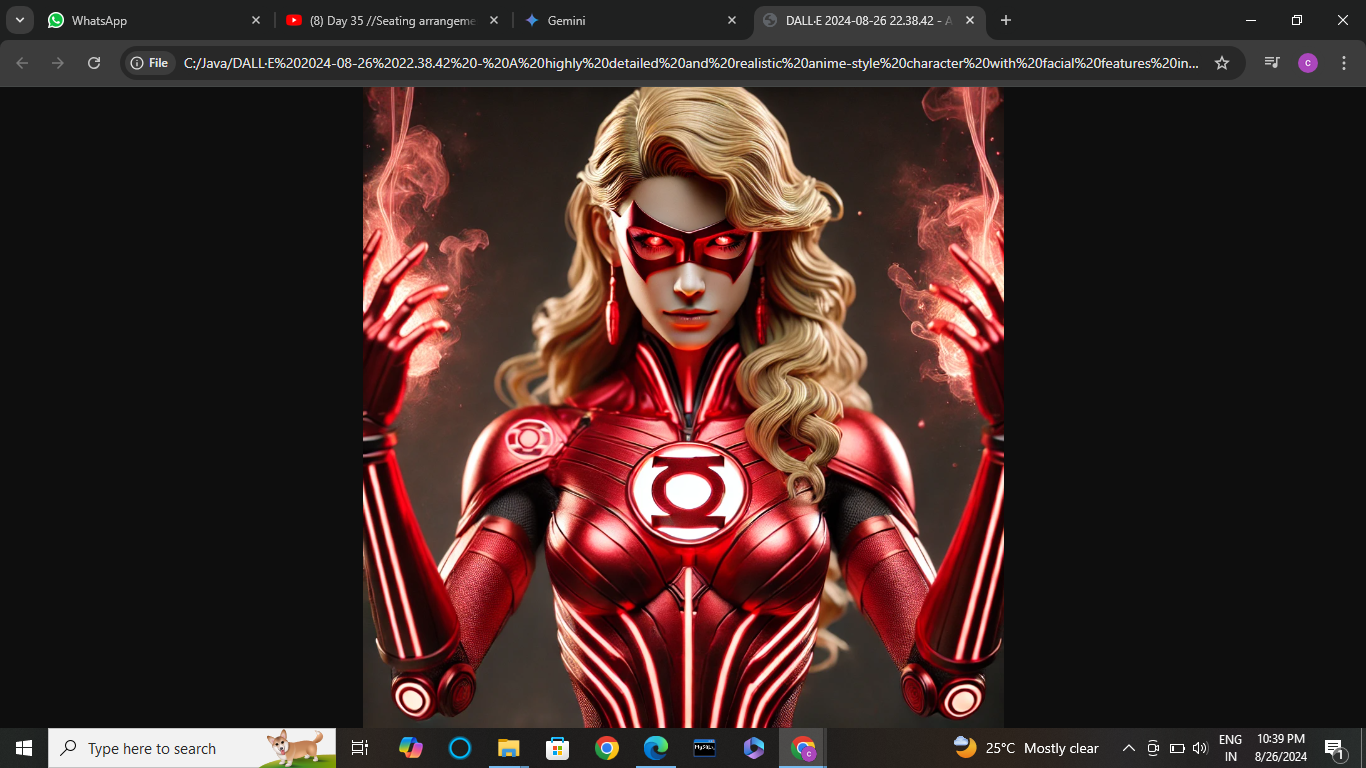 WhatsApp
(8) Day 35 //Seating arrangeme
Gemini
DALL·E 2024-08-26 22.38.42 - A
File
C:/Java/DALL·E%202024-08-26%2022.38.42%20-%20A%20highly%20detailed%20and%20realistic%20anime-style%20character%20with%20facial%20features%20in...
c
Type here to search
MySQL
c
25°C Mostly clear
ENG
IN
10:39 PM
8/26/2024
1